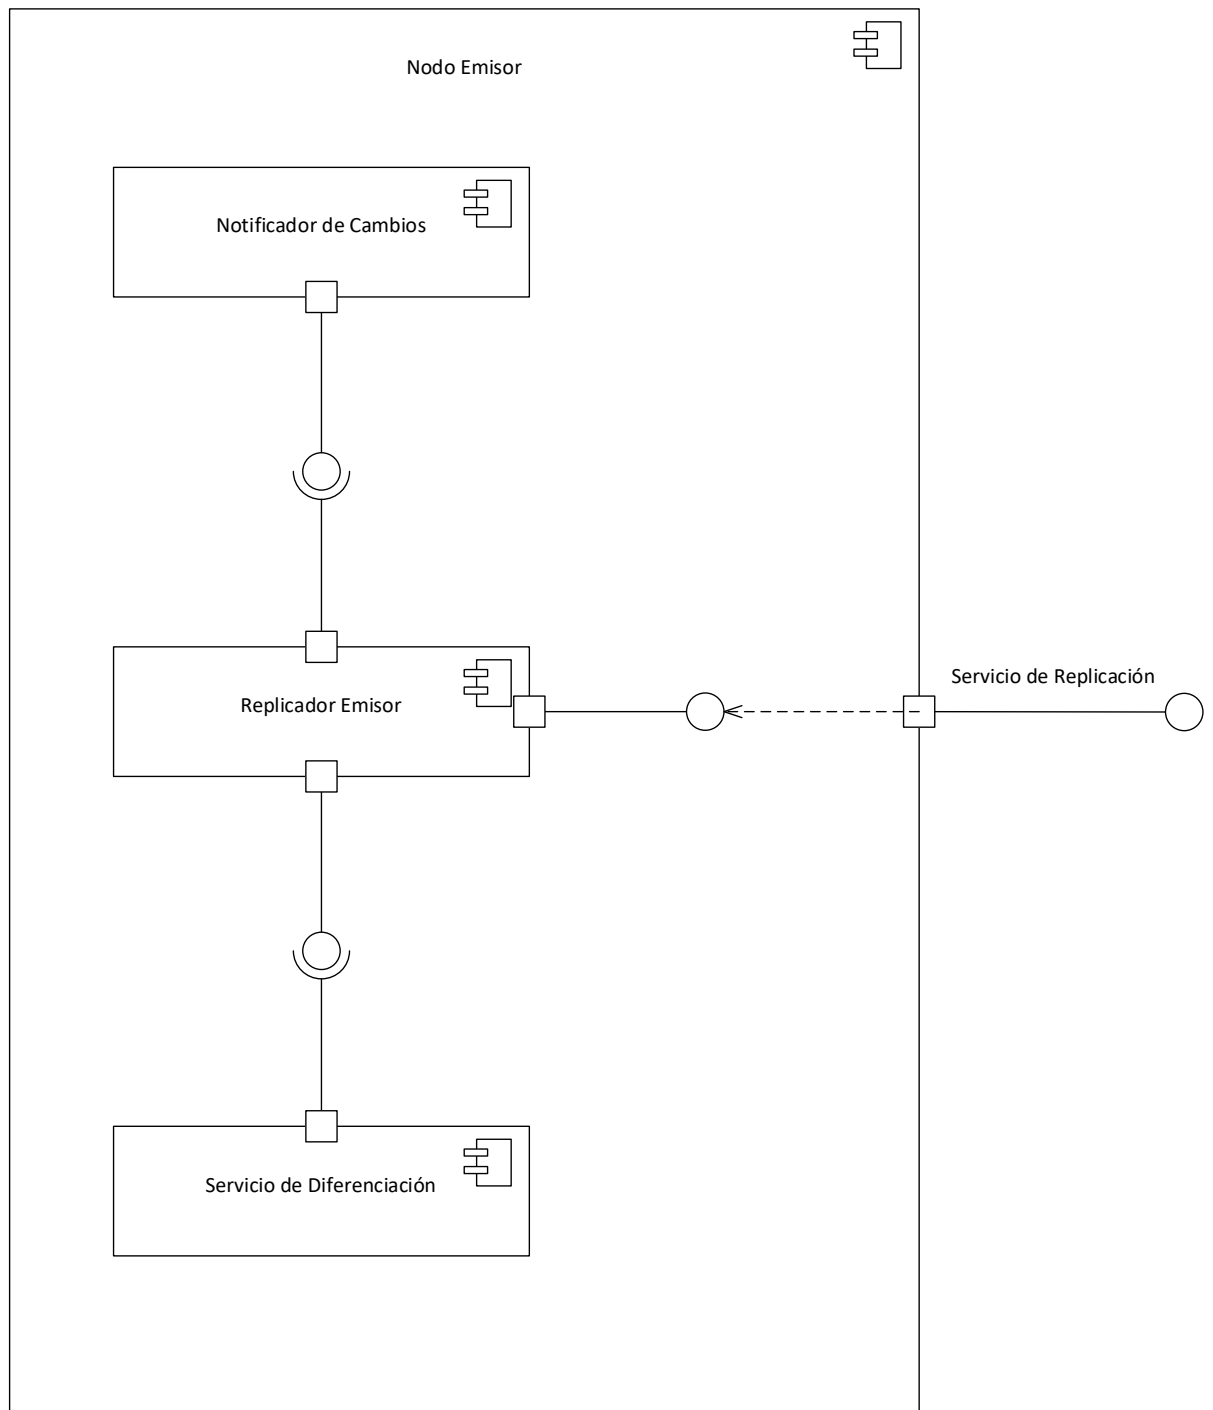 Nodo Emisor
Notificador de Cambios
Servicio de Replicación
Replicador Emisor
Servicio de Diferenciación